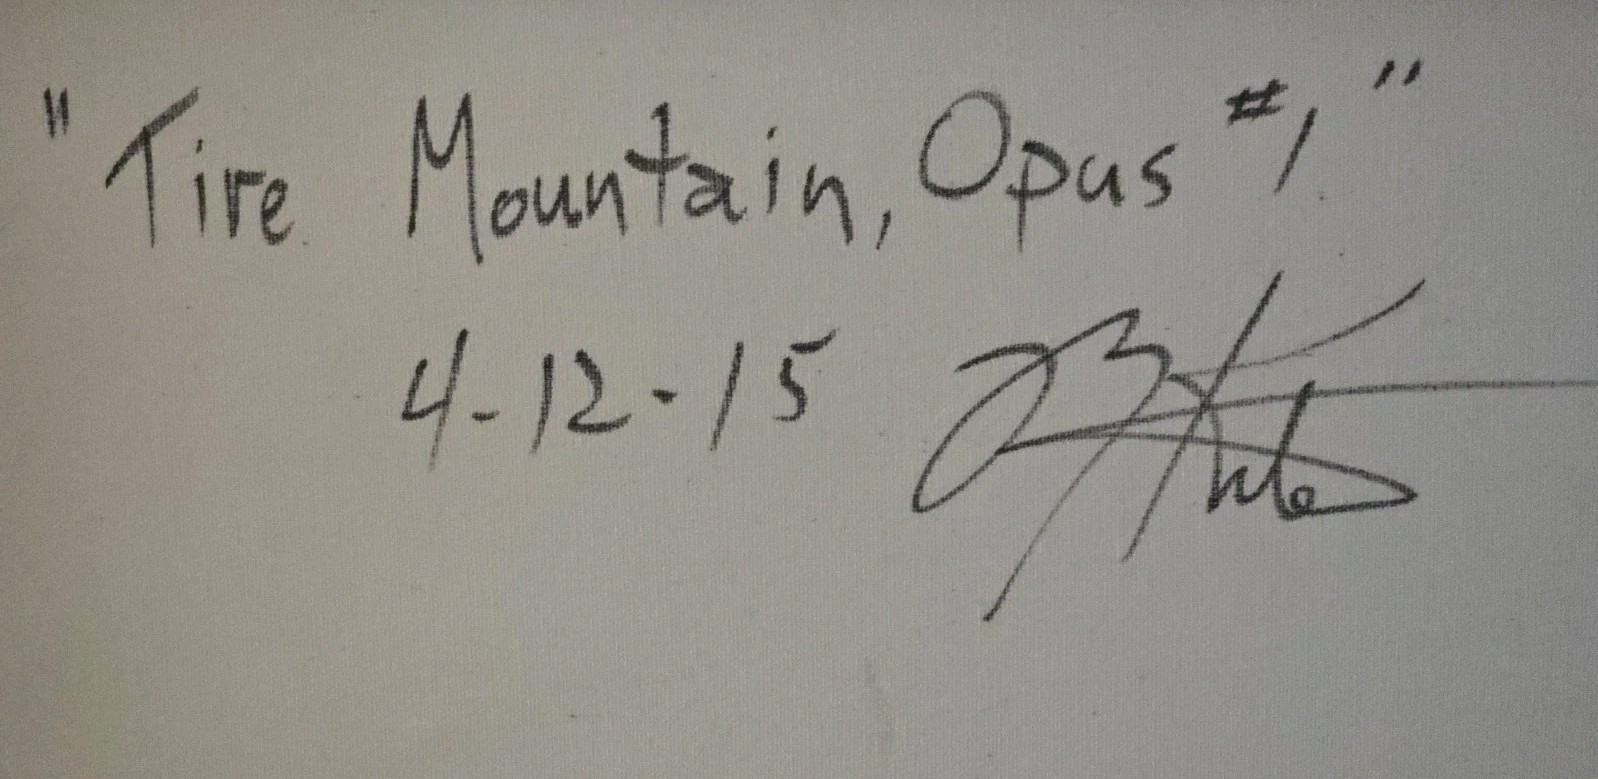 "Tire Mountain, Opus #1"
4-12-15